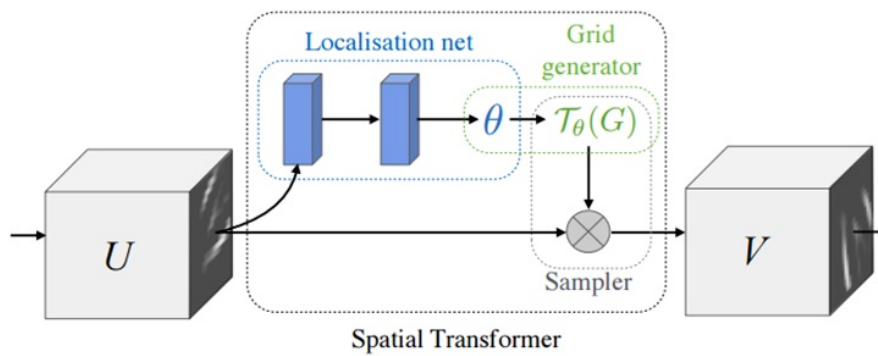 Localisation net
Grid
generator
θ
𝒯θ(G)
U
V
Sampler
Spatial Transformer